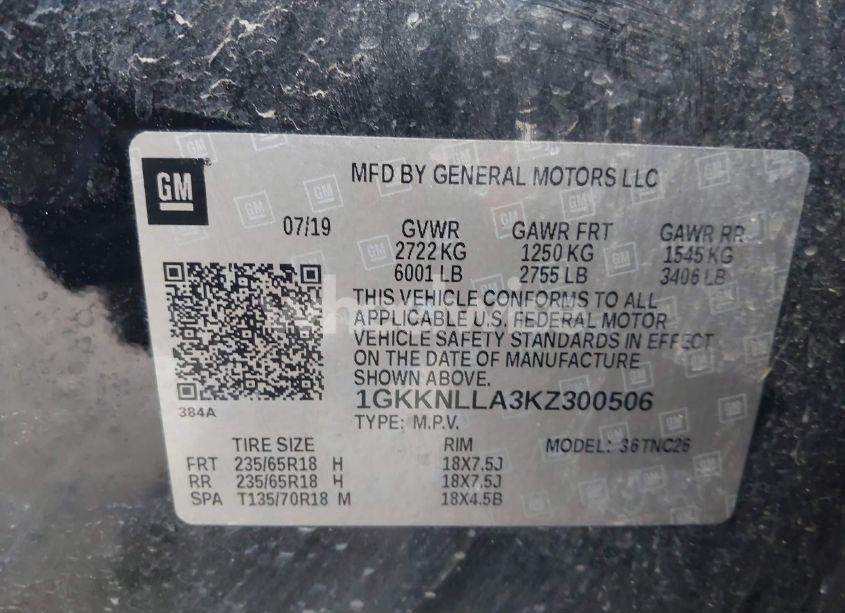 GM
MFD BY GENERAL MOTORS LLC
07/19 GVWR GAWR FRT GAWR RR
2722 KG 1250 KG 1545 KG
6001 LB 2755 LB 3406 LB
THIS VEHICLE CONFORMS TO ALL
APPLICABLE U.S. FEDERAL MOTOR
VEHICLE SAFETY STANDARDS IN EFFECT
ON THE DATE OF MANUFACTURE
SHOWN ABOVE.
384A
1GKKNLLA3KZ300506
TYPE: M.P.V.
TIRE SIZE RIM MODEL: 36TNC26
FRT 235/65R18 H 18X7.5J
RR 235/65R18 H 18X7.5J
SPA T135/70R18 M 18X4.5B